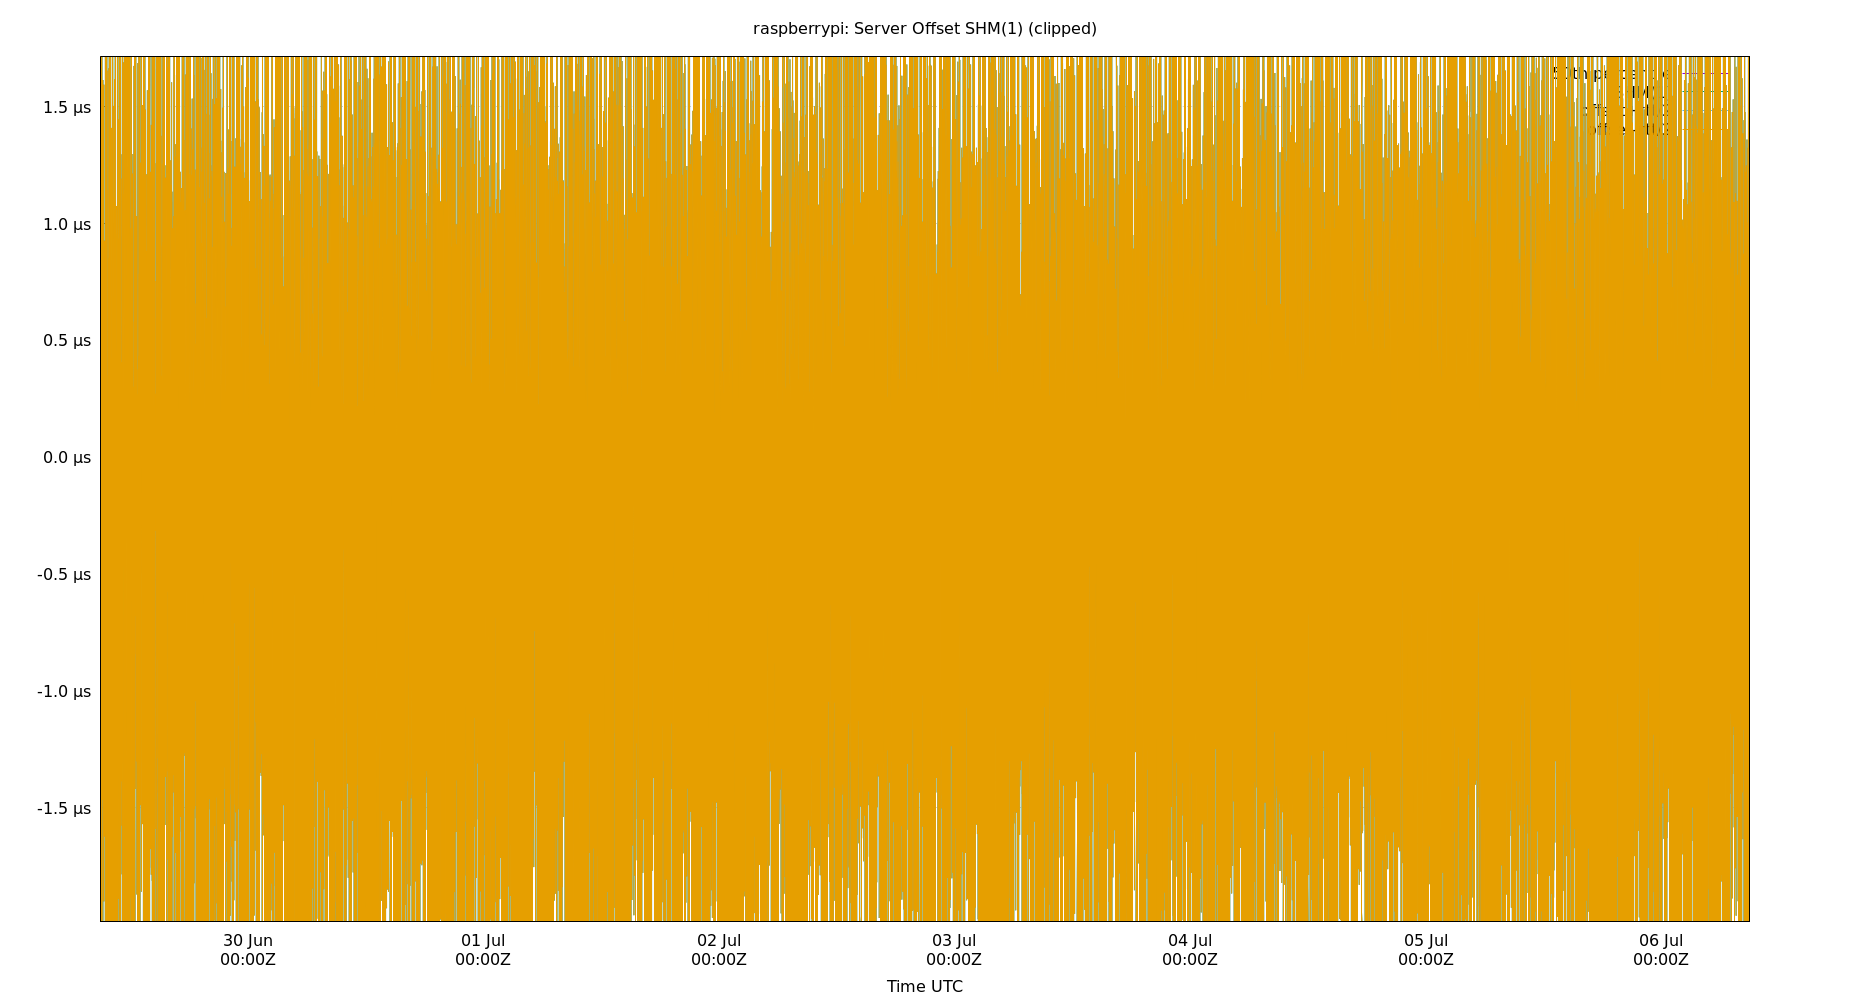 raspberrypi: Server Offset SHM(1) (clipped)
1.5 µs
1.0 µs
0.5 µs
0.0 µs
-0.5 µs
-1.0 µs
-1.5 µs
30 Jun 01 Jul 02 Jul 03 Jul 04 Jul 05 Jul 06 Jul
00:00Z 00:00Z 00:00Z 00:00Z 00:00Z 00:00Z 00:00Z
Time UTC